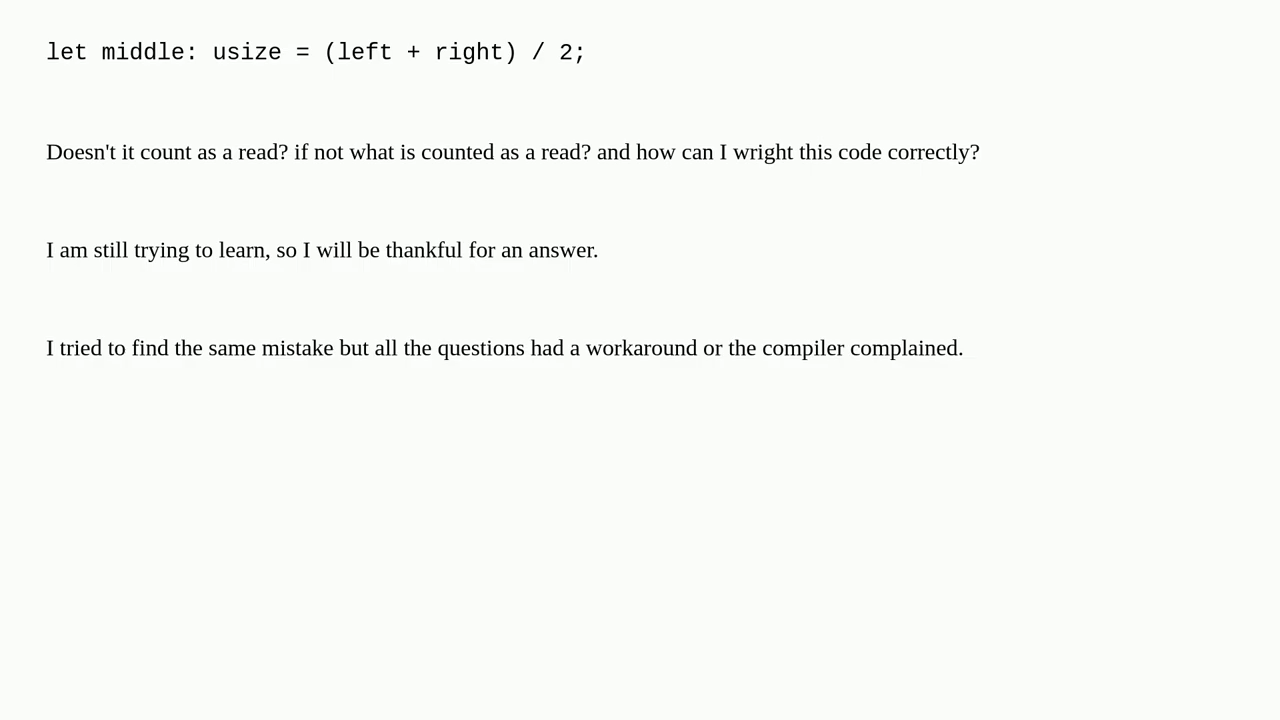 let middle: usize = (left + right) / 2;
Doesn't it count as a read? if not what is counted as a read? and how can I wright this code correctly?
I am still trying to learn, so I will be thankful for an answer.
I tried to find the same mistake but all the questions had a workaround or the compiler complained.